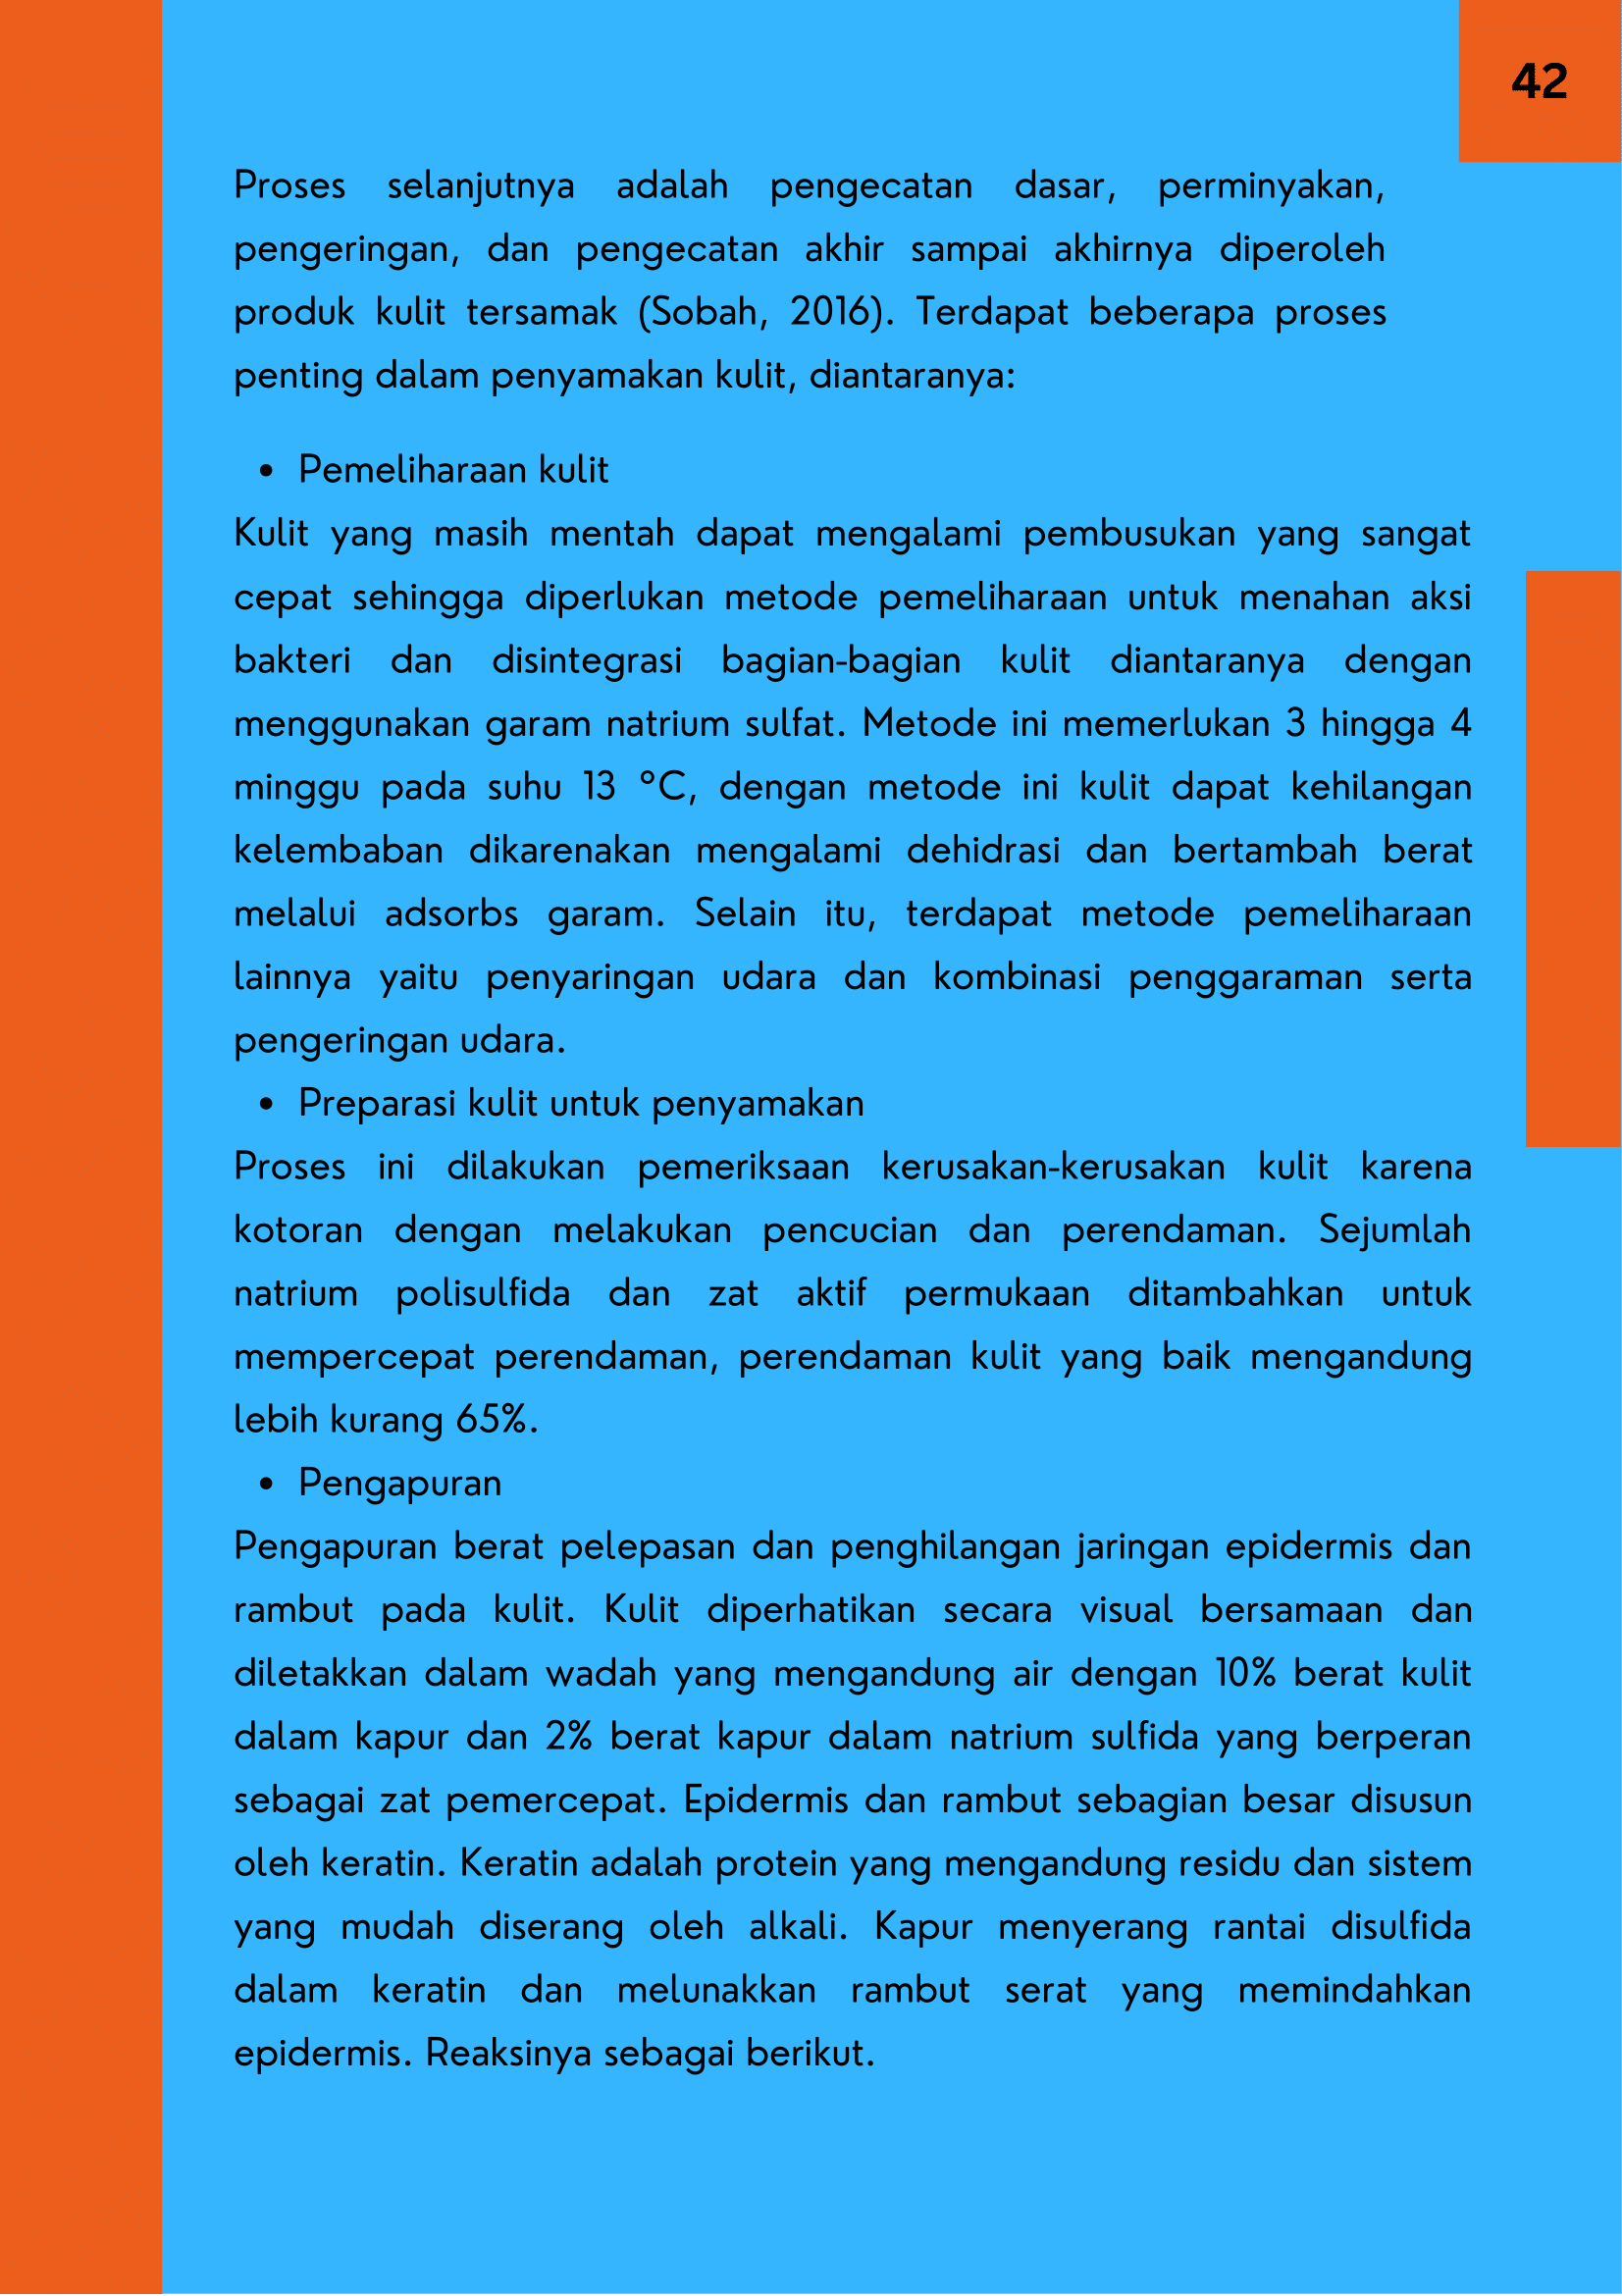 42
Proses selanjutnya adalah pengecatan dasar, perminyakan,
pengeringan, dan pengecatan akhir sampai akhirnya diperoleh
produk kulit tersamak (Sobah, 2016). Terdapat beberapa proses
penting dalam penyamakan kulit, diantaranya:
• Pemeliharaan kulit
Kulit yang masih mentah dapat mengalami pembusukan yang sangat
cepat sehingga diperlukan metode pemeliharaan untuk menahan aksi
bakteri dan disintegrasi bagian-bagian kulit diantaranya dengan
menggunakan garam natrium sulfat. Metode ini memerlukan 3 hingga 4
minggu pada suhu 13 °C, dengan metode ini kulit dapat kehilangan
kelembaban dikarenakan mengalami dehidrasi dan bertambah berat
melalui adsorbs garam. Selain itu, terdapat metode pemeliharaan
lainnya yaitu penyaringan udara dan kombinasi penggaraman serta
pengeringan udara.
• Preparasi kulit untuk penyamakan
Proses ini dilakukan pemeriksaan kerusakan-kerusakan kulit karena
kotoran dengan melakukan pencucian dan perendaman. Sejumlah
natrium polisulfida dan zat aktif permukaan ditambahkan untuk
mempercepat perendaman, perendaman kulit yang baik mengandung
lebih kurang 65%.
• Pengapuran
Pengapuran berat pelepasan dan penghilangan jaringan epidermis dan
rambut pada kulit. Kulit diperhatikan secara visual bersamaan dan
diletakkan dalam wadah yang mengandung air dengan 10% berat kulit
dalam kapur dan 2% berat kapur dalam natrium sulfida yang berperan
sebagai zat pemercepat. Epidermis dan rambut sebagian besar disusun
oleh keratin. Keratin adalah protein yang mengandung residu dan sistem
yang mudah diserang oleh alkali. Kapur menyerang rantai disulfida
dalam keratin dan melunakkan rambut serat yang memindahkan
epidermis. Reaksinya sebagai berikut.